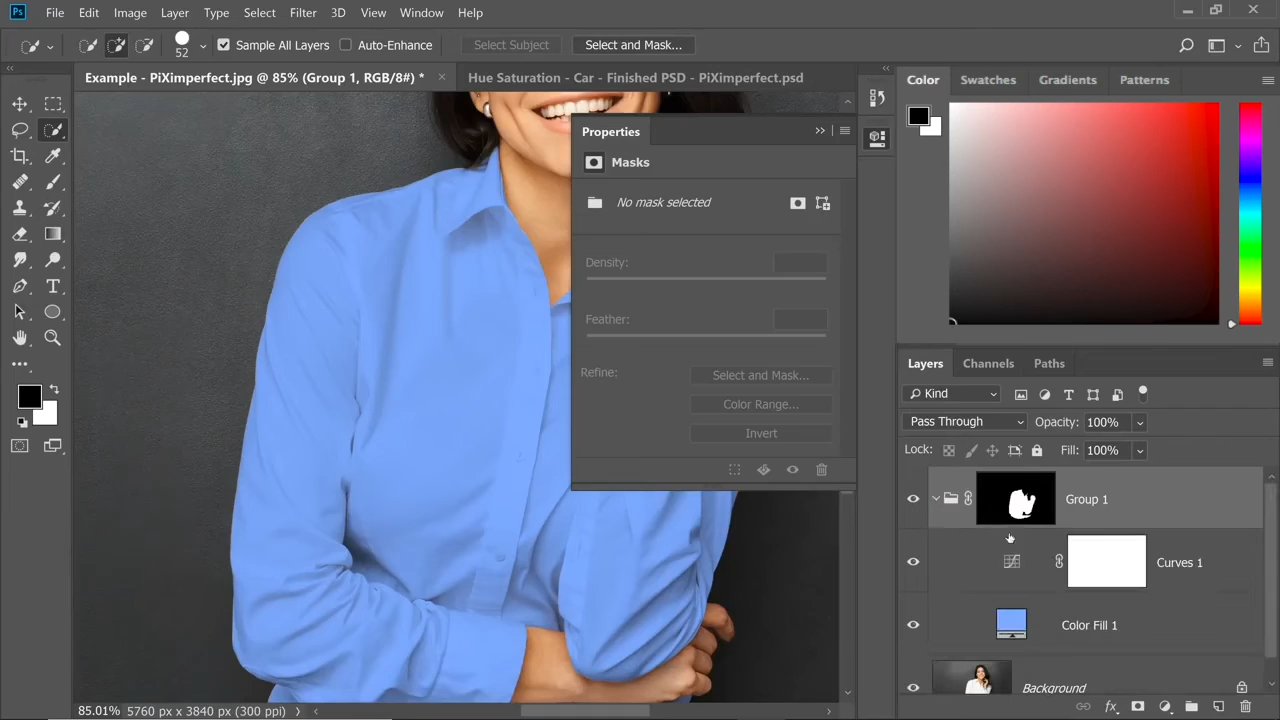 Ps File Edit Image Layer Type Select Filter 3D View Window Help
52 Sample All Layers Auto-Enhance Select Subject Select and Mask...
Example - PiXimperfect.jpg @ 85% (Group 1, RGB/8#) * × Hue Saturation - Car - Finished PSD - PiXimperfect.psd
Color Swatches Gradients Patterns
Properties
Masks
No mask selected
Density:
Feather:
Refine: Select and Mask...
Color Range...
Invert
Layers Channels Paths
Kind
Pass Through Opacity: 100%
Lock: Fill: 100%
Group 1
Curves 1
Color Fill 1
Background
85.01% 5760 px x 3840 px (300 ppi)
fx